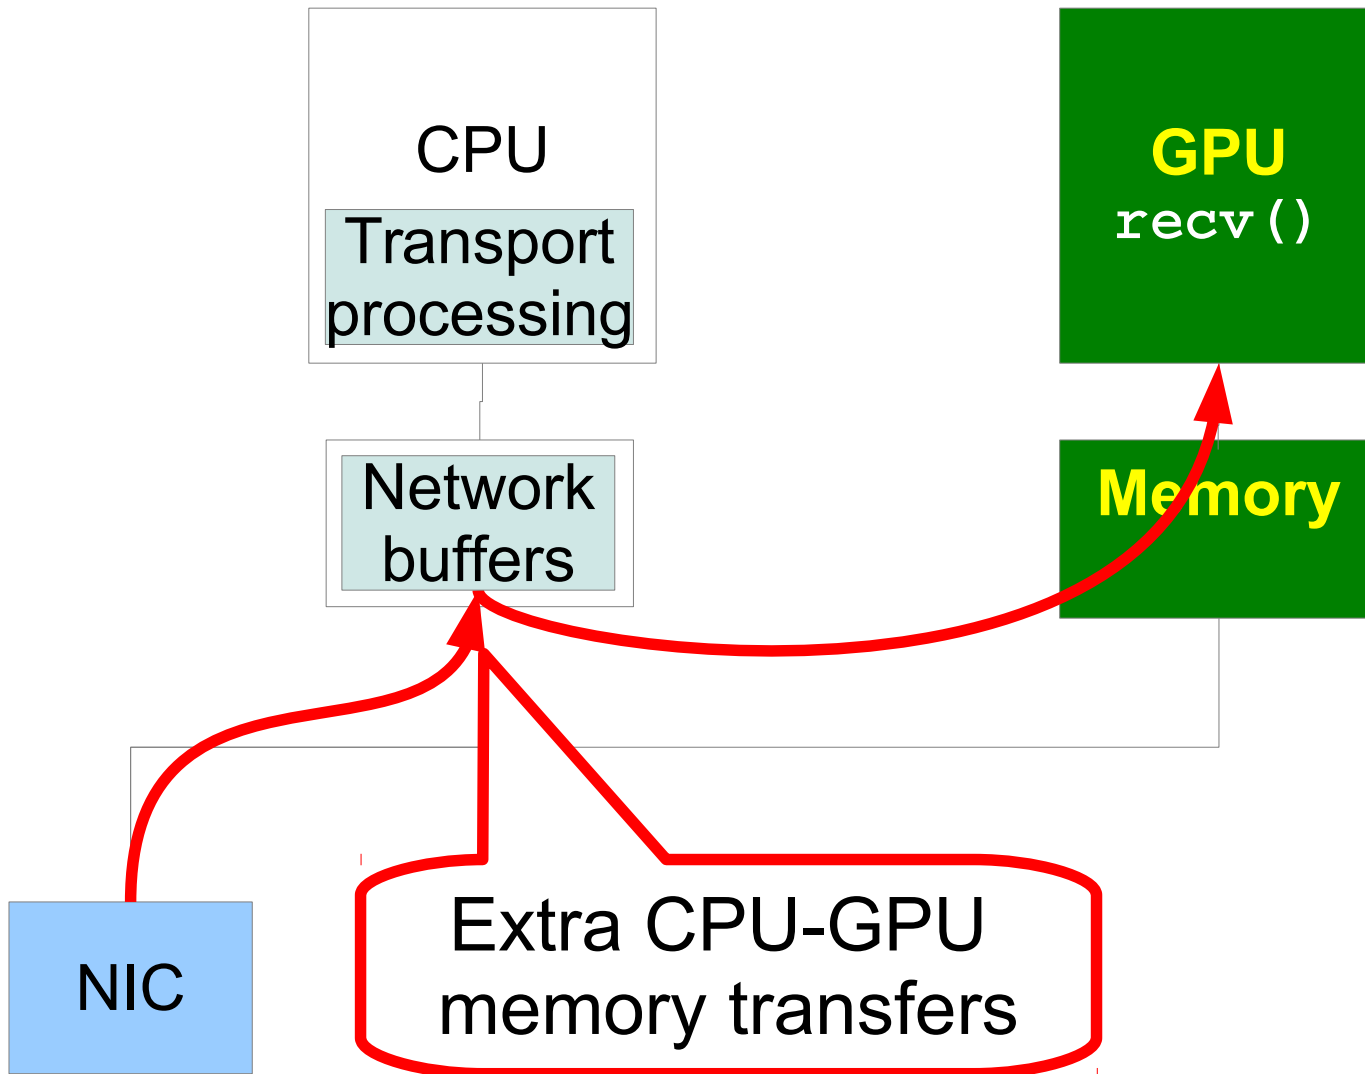 CPU
Transport
processing
GPU
recv()
Network
buffers
Memory
NIC
Extra CPU-GPU
memory transfers